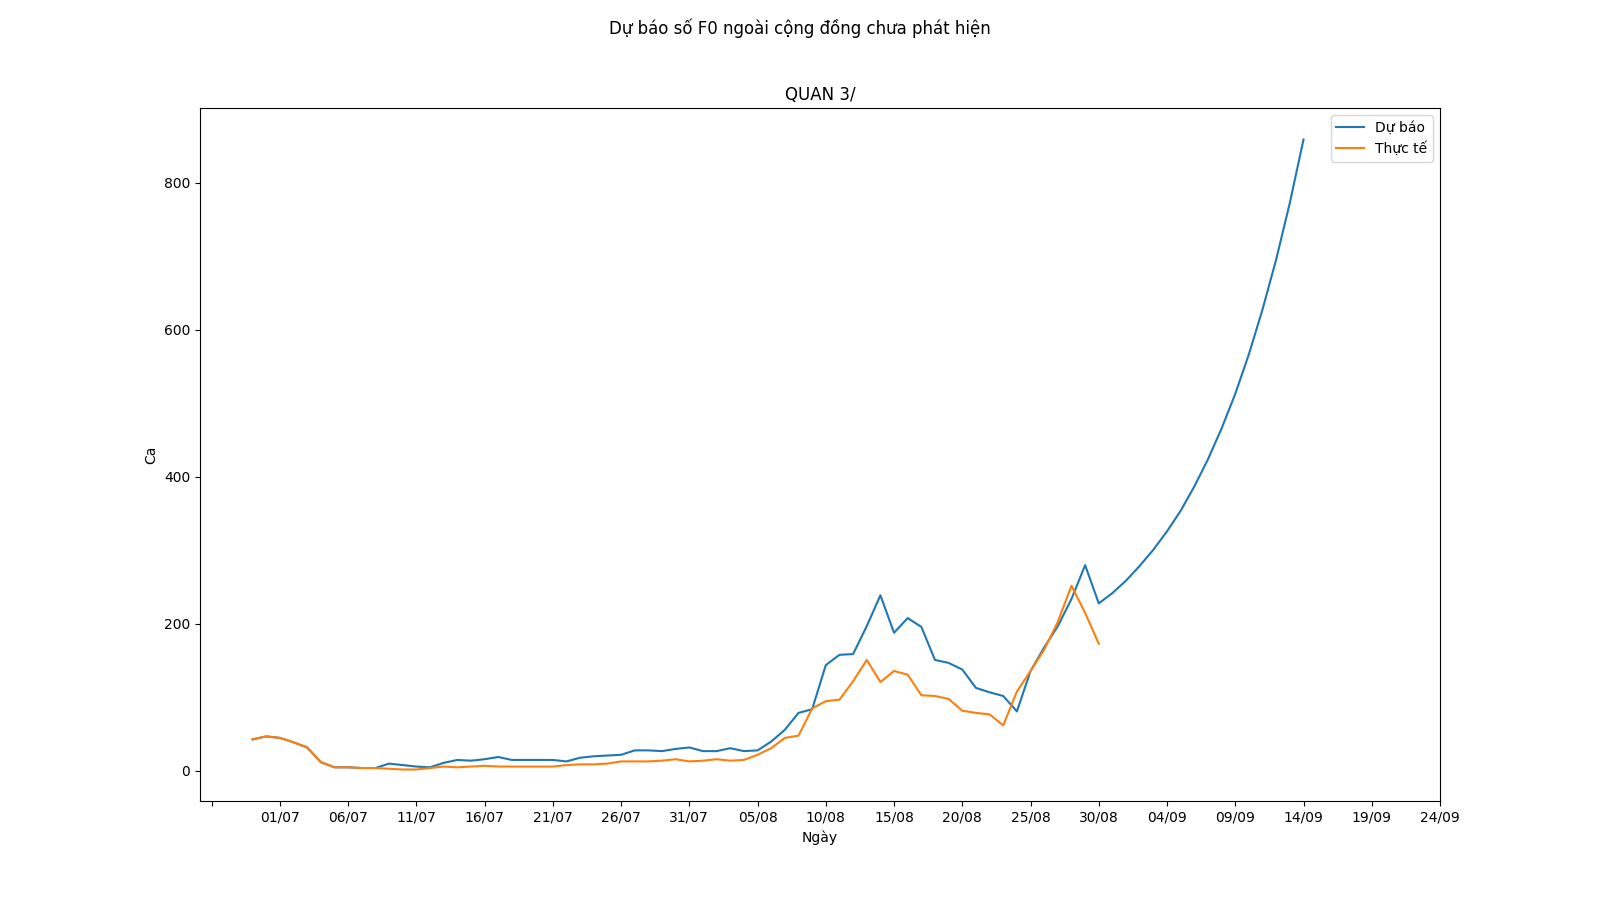 Dự báo số F0 ngoài cộng đồng chưa phát hiện
QUAN 3/
Dự báo
Thực tế
800
600
400
200
0
Ca
01/07 06/07 11/07 16/07 21/07 26/07 31/07 05/08 10/08 15/08 20/08 25/08 30/08 04/09 09/09 14/09 19/09 24/09
Ngày